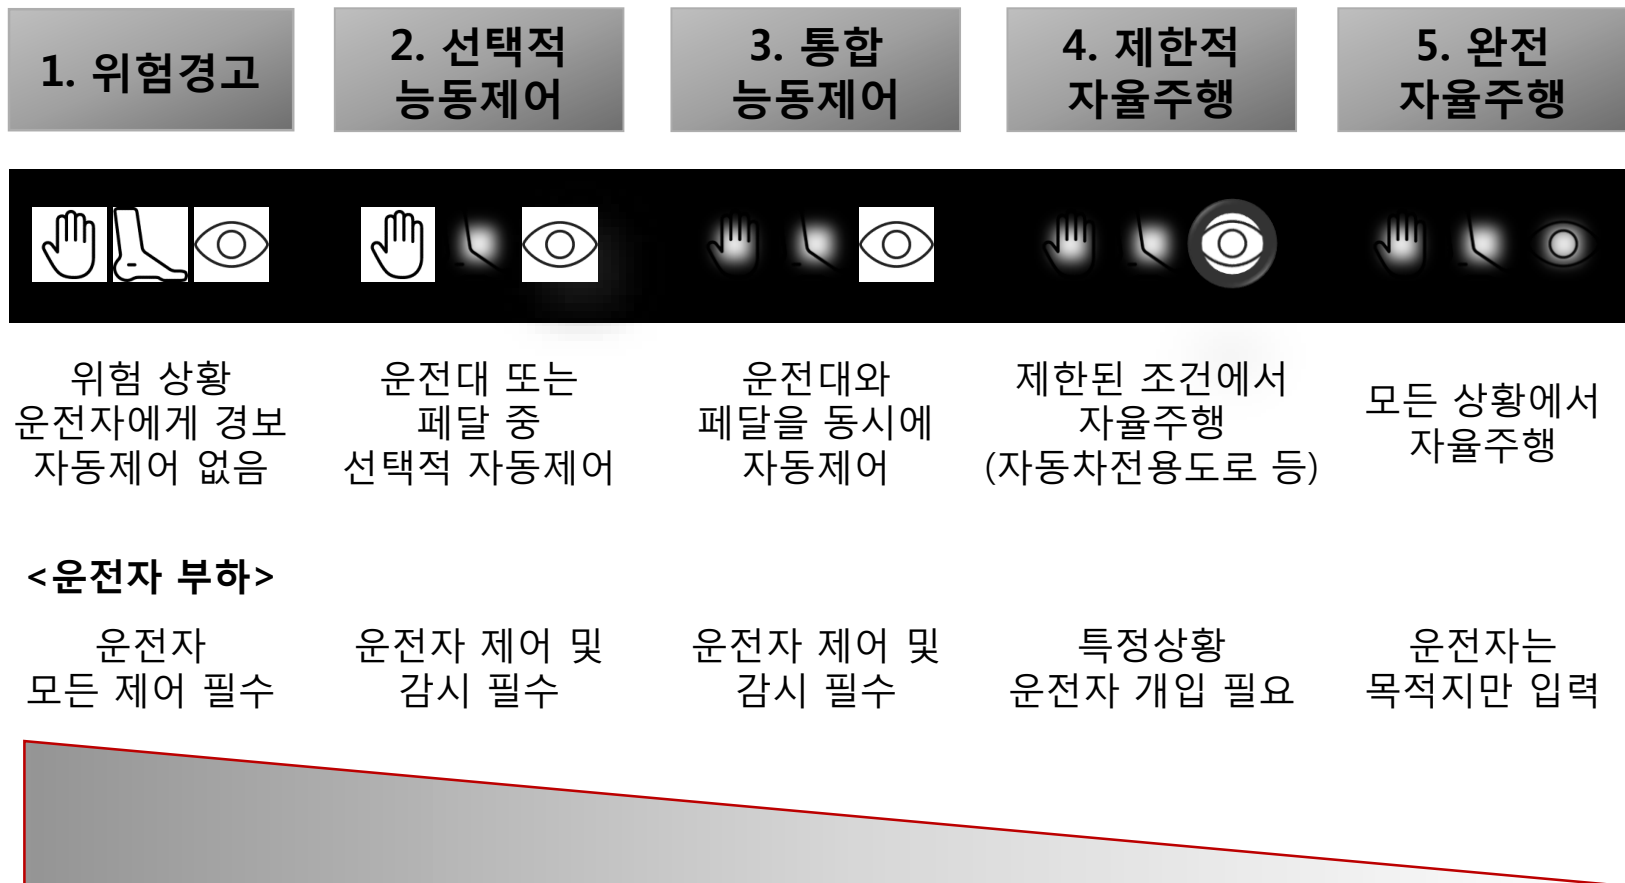 1. 위험경고
2. 선택적
능동제어
3. 통합
능동제어
4. 제한적
자율주행
5. 완전
자율주행
위험 상황
운전자에게 경보
자동제어 없음
운전대 또는
페달 중
선택적 자동제어
운전대와
페달을 동시에
자동제어
제한된 조건에서
자율주행
(자동차전용도로 등)
모든 상황에서
자율주행
<운전자 부하>
운전자
모든 제어 필수
운전자 제어 및
감시 필수
운전자 제어 및
감시 필수
특정상황
운전자 개입 필요
운전자는
목적지만 입력